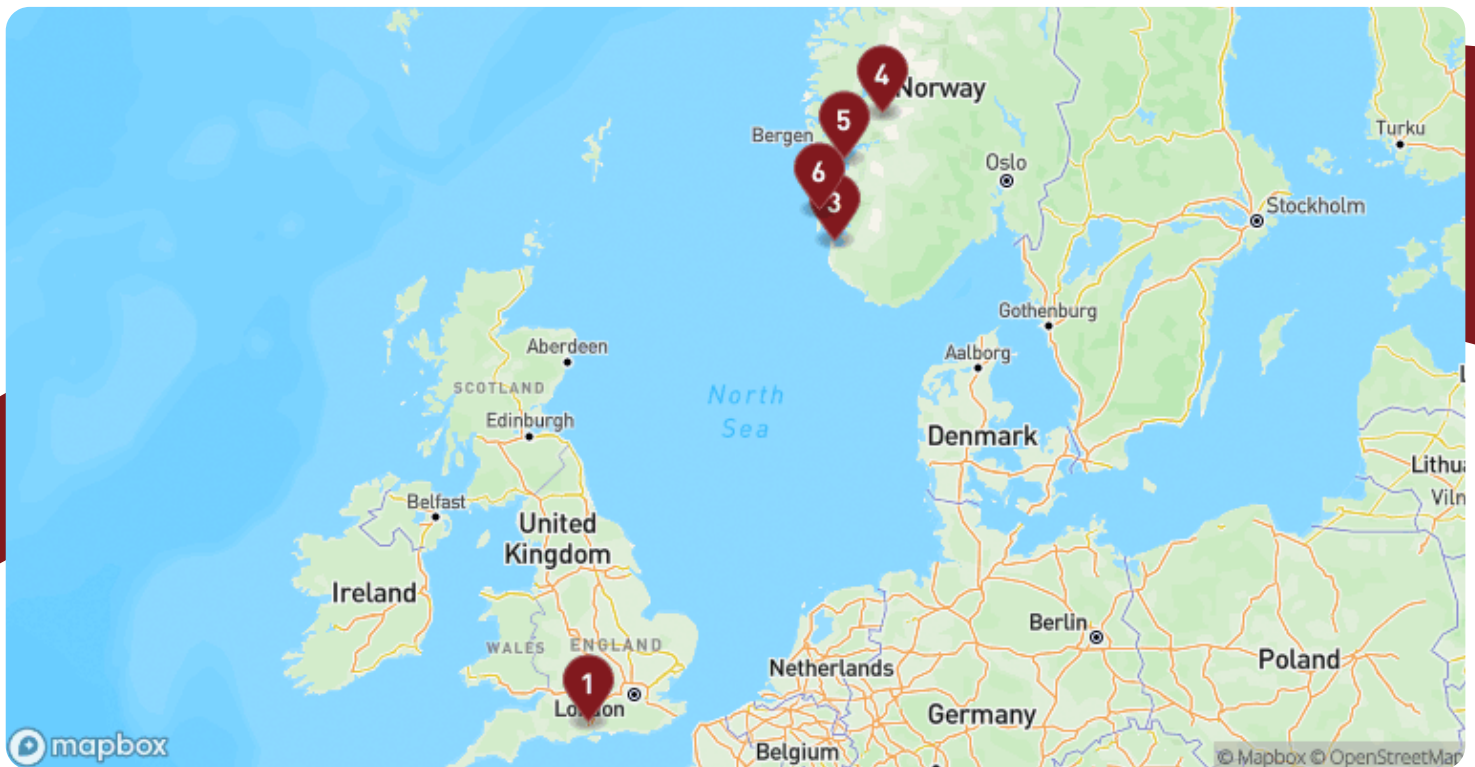 4
Norway
5
Bergen
Turku
Oslo
6
3
Stockholm
Gothenburg
Aberdeen
Aalborg
SCOTLAND
North
Sea
Edinburgh
Denmark
Lithu
Viln
Belfast
United
Kingdom
Ireland
Berlin
WALES
ENGLAND
Poland
Netherlands
1
London
Germany
mapbox
Belgium
© Mapbox © OpenStreetMap